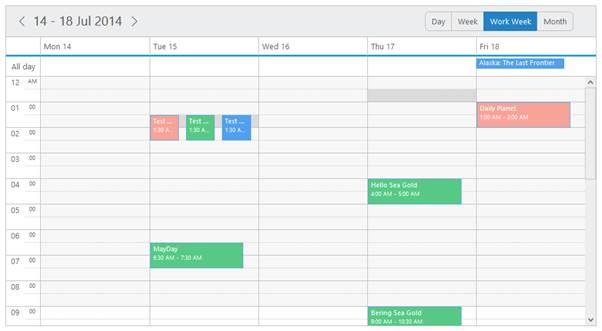 14 - 18 Jul 2014
Day Week Work Week Month
Mon 14 Tue 15 Wed 16 Thu 17 Fri 18
All day
Alaska: The Last Frontier
12 AM
01 00
Daily Planet
1:00 AM - 2:00 AM
Test ... Test ... Test ...
1:30 A... 1:30 A... 1:30 A...
02 00
03 00
04 00
Hello Sea Gold
4:00 AM - 5:00 AM
05 00
06 00
MayDay
6:30 AM - 7:30 AM
07 00
08 00
09 00
Bering Sea Gold
9:00 AM - 10:30 AM